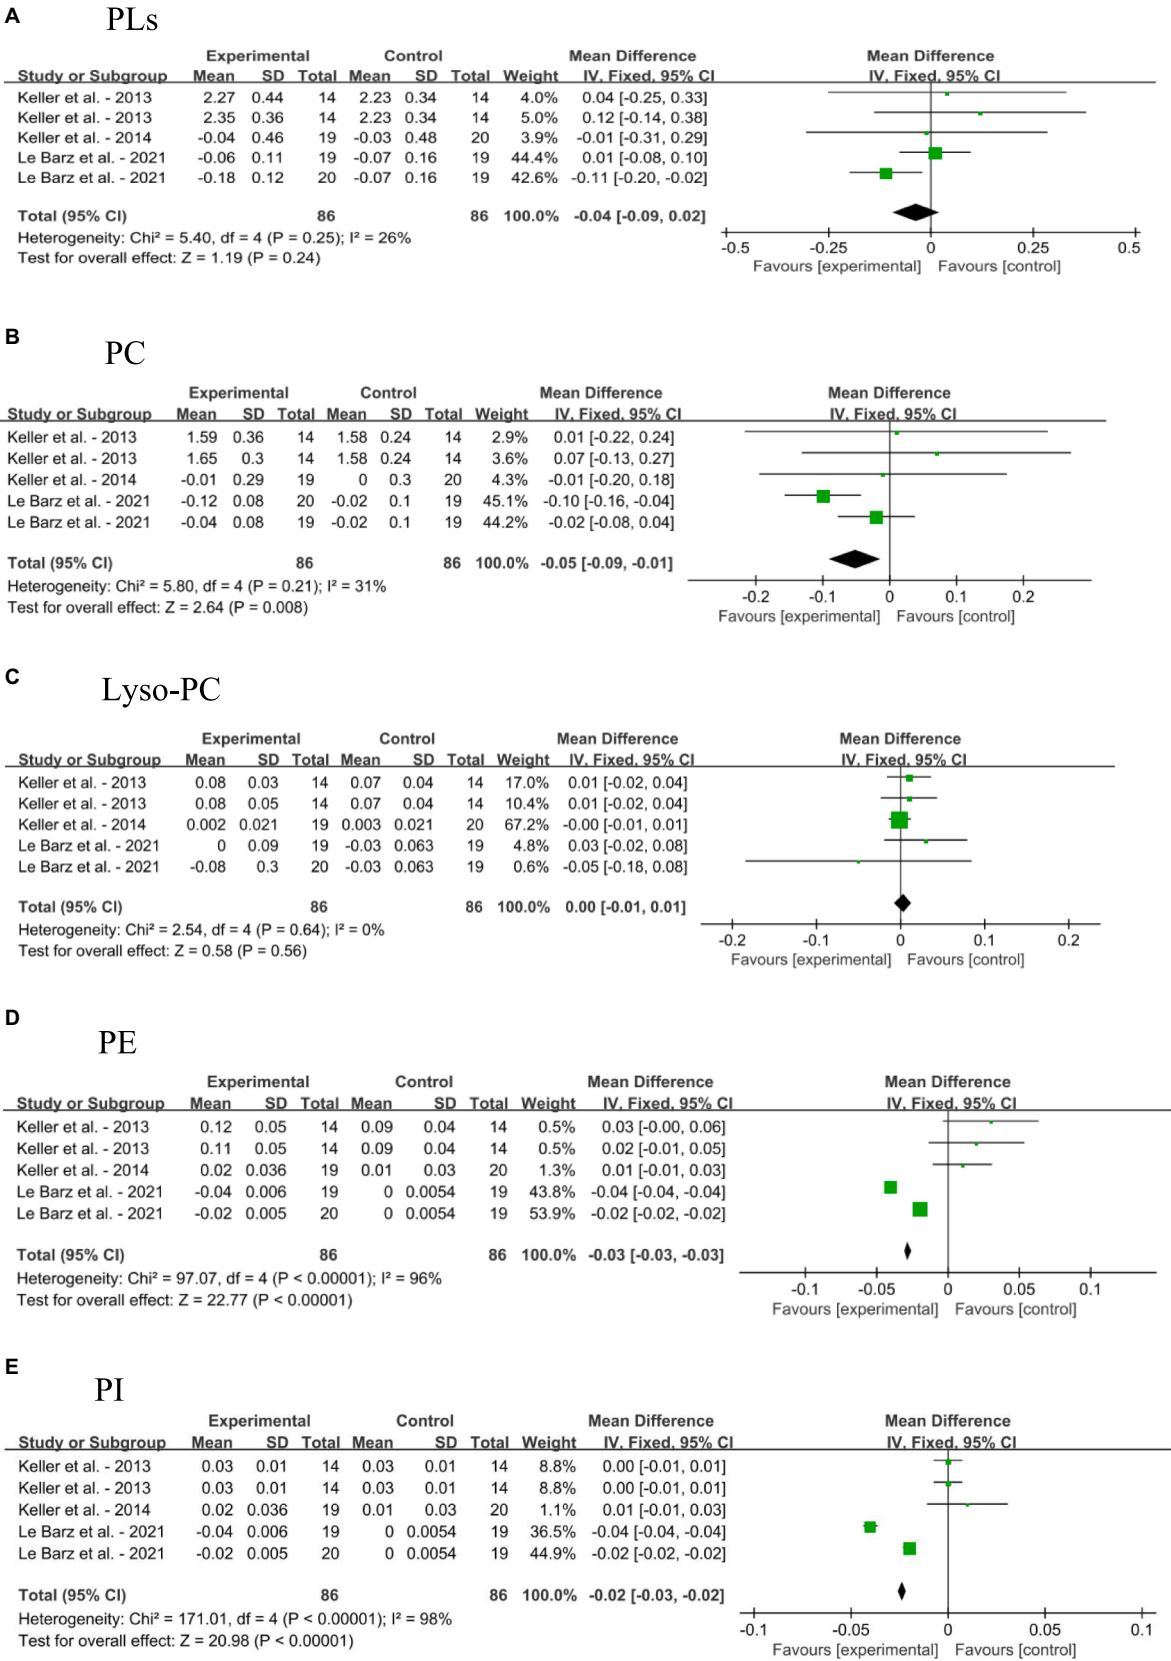 A
PLs
Experimental Control Mean Difference Mean Difference
Study or Subgroup Mean SD Total Mean SD Total Weight IV, Fixed, 95% CI IV, Fixed, 95% CI
Keller et al. - 2013 2.27 0.44 14 2.23 0.34 14 4.0% 0.04 [-0.25, 0.33]
Keller et al. - 2013 2.35 0.36 14 2.23 0.34 14 5.0% 0.12 [-0.14, 0.38]
Keller et al. - 2014 -0.04 0.46 19 -0.03 0.48 20 3.9% -0.01 [-0.31, 0.29]
Le Barz et al. - 2021 -0.06 0.11 19 -0.07 0.16 19 44.4% 0.01 [-0.08, 0.10]
Le Barz et al. - 2021 -0.18 0.12 20 -0.07 0.16 19 42.6% -0.11 [-0.20, -0.02]
Total (95% CI) 86 86 100.0% -0.04 [-0.09, 0.02]
Heterogeneity: Chi² = 5.40, df = 4 (P = 0.25); I² = 26%
Test for overall effect: Z = 1.19 (P = 0.24)
-0.5 -0.25 0 0.25 0.5
Favours [experimental] Favours [control]
B
PC
Experimental Control Mean Difference Mean Difference
Study or Subgroup Mean SD Total Mean SD Total Weight IV, Fixed, 95% CI IV, Fixed, 95% CI
Keller et al. - 2013 1.59 0.36 14 1.58 0.24 14 2.9% 0.01 [-0.22, 0.24]
Keller et al. - 2013 1.65 0.3 14 1.58 0.24 14 3.6% 0.07 [-0.13, 0.27]
Keller et al. - 2014 -0.01 0.29 19 0 0.3 20 4.3% -0.01 [-0.20, 0.18]
Le Barz et al. - 2021 -0.12 0.08 20 -0.02 0.1 19 45.1% -0.10 [-0.16, -0.04]
Le Barz et al. - 2021 -0.04 0.08 19 -0.02 0.1 19 44.2% -0.02 [-0.08, 0.04]
Total (95% CI) 86 86 100.0% -0.05 [-0.09, -0.01]
Heterogeneity: Chi² = 5.80, df = 4 (P = 0.21); I² = 31%
Test for overall effect: Z = 2.64 (P = 0.008)
-0.2 -0.1 0 0.1 0.2
Favours [experimental] Favours [control]
C
Lyso-PC
Experimental Control Mean Difference Mean Difference
Study or Subgroup Mean SD Total Mean SD Total Weight IV, Fixed, 95% CI IV, Fixed, 95% CI
Keller et al. - 2013 0.08 0.03 14 0.07 0.04 14 17.0% 0.01 [-0.02, 0.04]
Keller et al. - 2013 0.08 0.05 14 0.07 0.04 14 10.4% 0.01 [-0.02, 0.04]
Keller et al. - 2014 0.002 0.021 19 0.003 0.021 20 67.2% -0.00 [-0.01, 0.01]
Le Barz et al. - 2021 0 0.09 19 -0.03 0.063 19 4.8% 0.03 [-0.02, 0.08]
Le Barz et al. - 2021 -0.08 0.3 20 -0.03 0.063 19 0.6% -0.05 [-0.18, 0.08]
Total (95% CI) 86 86 100.0% 0.00 [-0.01, 0.01]
Heterogeneity: Chi² = 2.54, df = 4 (P = 0.64); I² = 0%
Test for overall effect: Z = 0.58 (P = 0.56)
-0.2 -0.1 0 0.1 0.2
Favours [experimental] Favours [control]
D
PE
Experimental Control Mean Difference Mean Difference
Study or Subgroup Mean SD Total Mean SD Total Weight IV, Fixed, 95% CI IV, Fixed, 95% CI
Keller et al. - 2013 0.12 0.05 14 0.09 0.04 14 0.5% 0.03 [-0.00, 0.06]
Keller et al. - 2013 0.11 0.05 14 0.09 0.04 14 0.5% 0.02 [-0.01, 0.05]
Keller et al. - 2014 0.02 0.036 19 0.01 0.03 20 1.3% 0.01 [-0.01, 0.03]
Le Barz et al. - 2021 -0.04 0.006 19 0 0.0054 19 43.8% -0.04 [-0.04, -0.04]
Le Barz et al. - 2021 -0.02 0.005 20 0 0.0054 19 53.9% -0.02 [-0.02, -0.02]
Total (95% CI) 86 86 100.0% -0.03 [-0.03, -0.03]
Heterogeneity: Chi² = 97.07, df = 4 (P < 0.00001); I² = 96%
Test for overall effect: Z = 22.77 (P < 0.00001)
-0.1 -0.05 0 0.05 0.1
Favours [experimental] Favours [control]
E
PI
Experimental Control Mean Difference Mean Difference
Study or Subgroup Mean SD Total Mean SD Total Weight IV, Fixed, 95% CI IV, Fixed, 95% CI
Keller et al. - 2013 0.03 0.01 14 0.03 0.01 14 8.8% 0.00 [-0.01, 0.01]
Keller et al. - 2013 0.03 0.01 14 0.03 0.01 14 8.8% 0.00 [-0.01, 0.01]
Keller et al. - 2014 0.02 0.036 19 0.01 0.03 20 1.1% 0.01 [-0.01, 0.03]
Le Barz et al. - 2021 -0.04 0.006 19 0 0.0054 19 36.5% -0.04 [-0.04, -0.04]
Le Barz et al. - 2021 -0.02 0.005 20 0 0.0054 19 44.9% -0.02 [-0.02, -0.02]
Total (95% CI) 86 86 100.0% -0.02 [-0.03, -0.02]
Heterogeneity: Chi² = 171.01, df = 4 (P < 0.00001); I² = 98%
Test for overall effect: Z = 20.98 (P < 0.00001)
-0.1 -0.05 0 0.05 0.1
Favours [experimental] Favours [control]